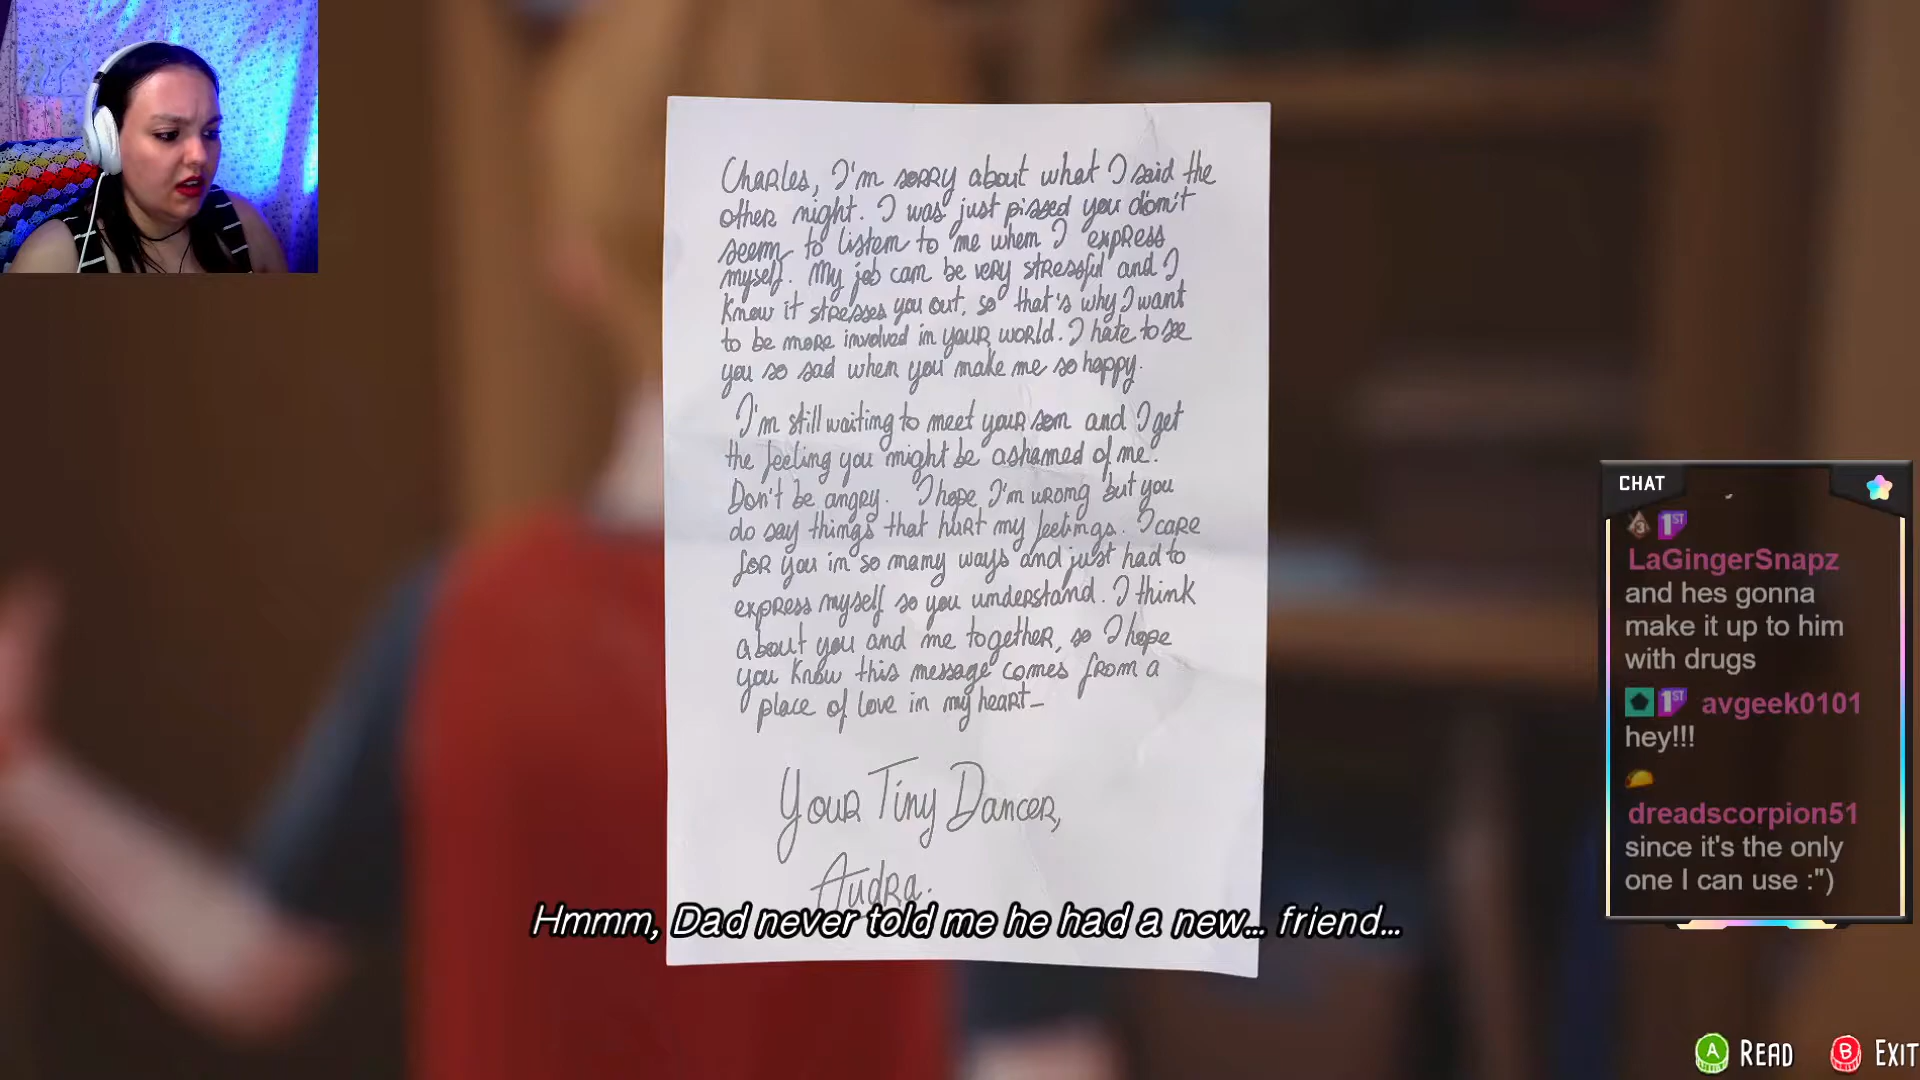 Charles, I'm sorry about what I said the
other night. I was just pissed you don't
seem to listen to me when I express
myself. My job can be very stressful and I
know it stresses you out, so that's why I want
to be more involved in your world. I hate to see
you so sad when you make me so happy.
I'm still waiting to meet your son and I get
the feeling you might be ashamed of me.
Don't be angry. I hope I'm wrong but you
do say things that hurt my feelings. I care
for you in so many ways and just had to
express myself so you understand. I think
about you and me together, so I hope
you know this message comes from a
place of love in my heart—
Your Tiny Dancer,
Audra.
Hmmm, Dad never told me he had a new... friend...
CHAT
3 1ST
LaGingerSnapz
and hes gonna
make it up to him
with drugs
1ST avgeek0101
hey!!!
dreadscorpion51
since it's the only
one I can use :")
A READ B EXIT